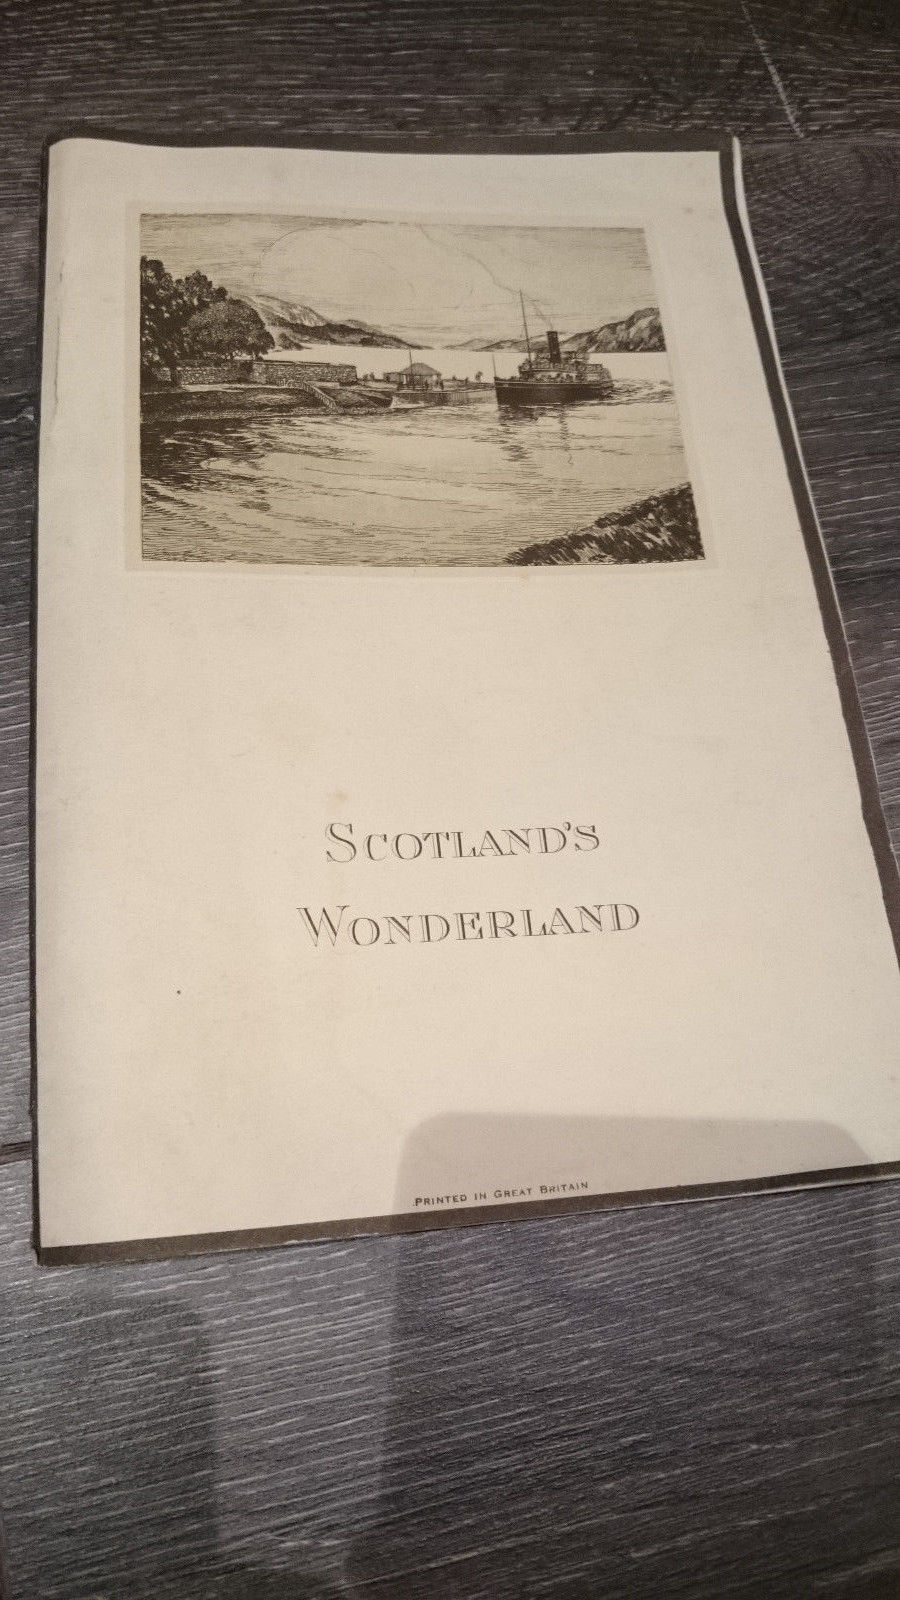 SCOTLAND'S
WONDERLAND
PRINTED IN GREAT BRITAIN